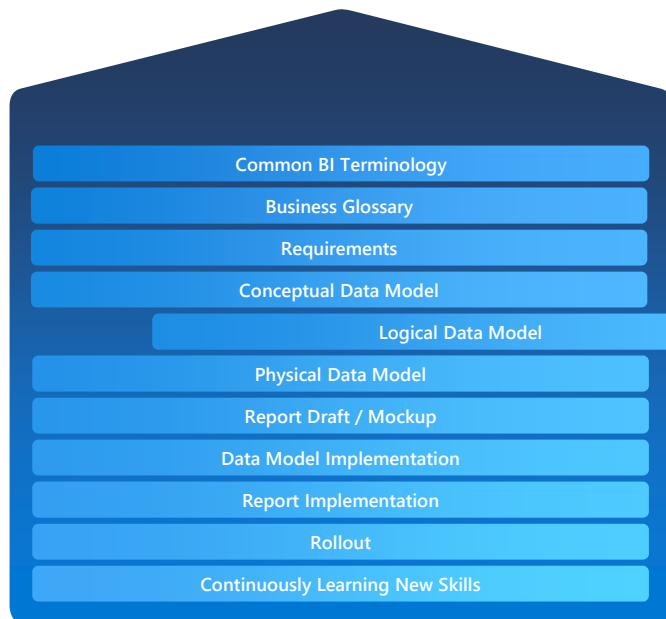 Common BI Terminology
Business Glossary
Requirements
Conceptual Data Model
Logical Data Model
Physical Data Model
Report Draft / Mockup
Data Model Implementation
Report Implementation
Rollout
Continuously Learning New Skills